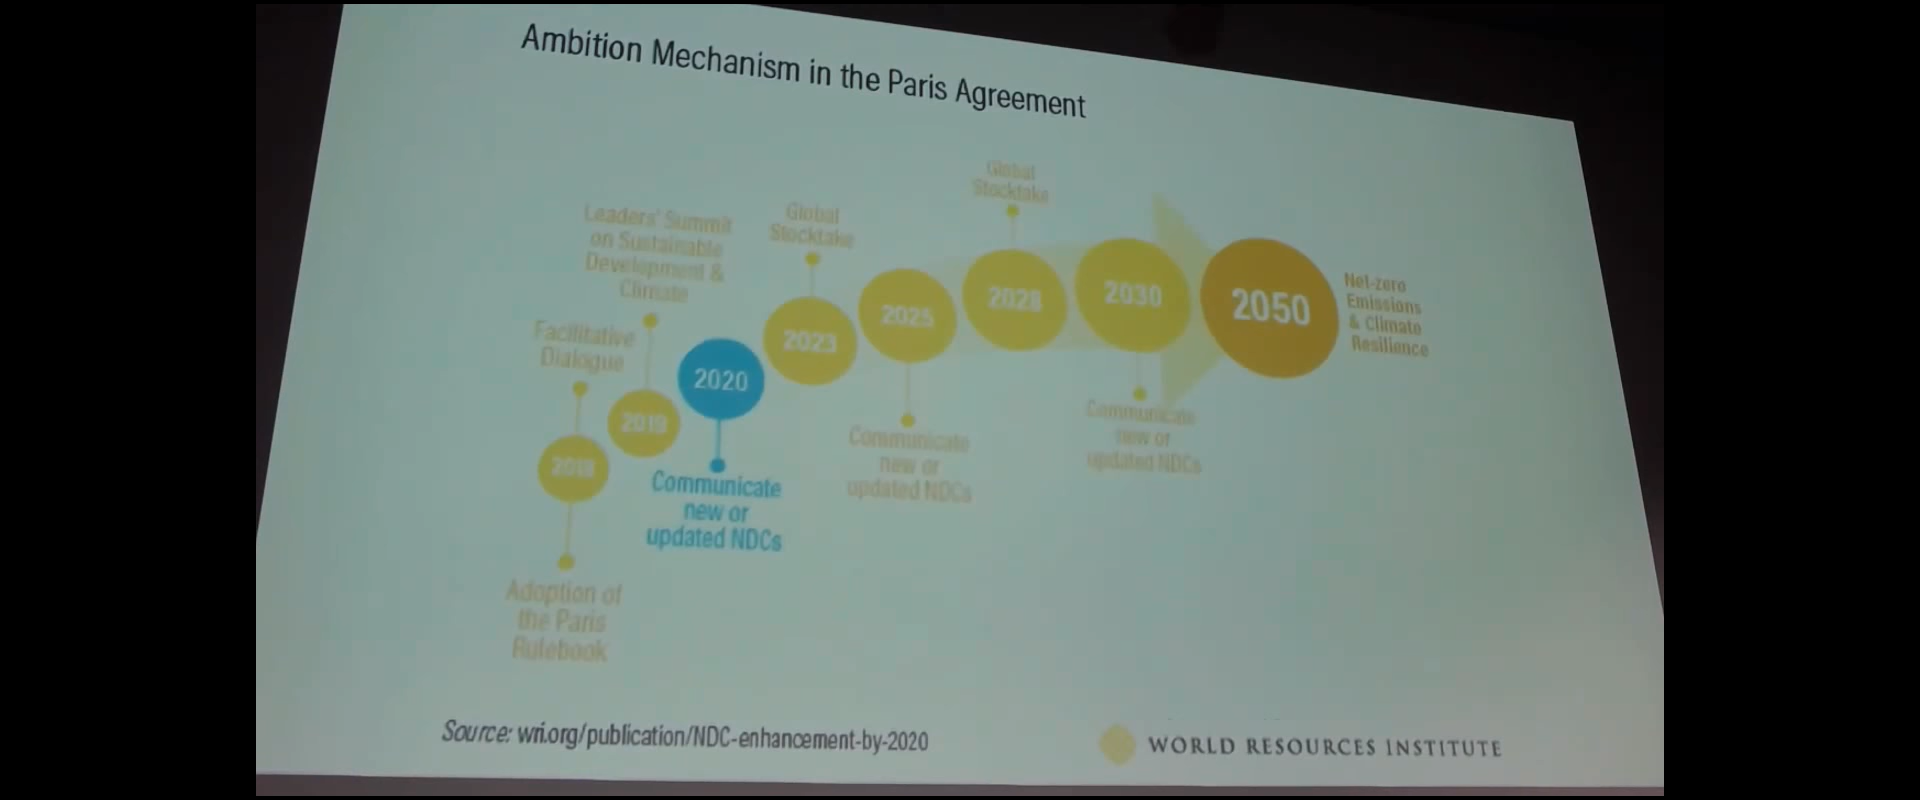 Ambition Mechanism in the Paris Agreement
Global
Stocktake
Global
Stocktake
Leaders' Summit
on Sustainable
Development &
Climate
Facilitative
Dialogue
2018
2019
2020
2023
2025
2028
2030
2050
Net-zero
Emissions
& Climate
Resilience
Communicate
new or
updated NDCs
Communicate
new or
updated NDCs
Communicate
new or
updated NDCs
Adoption of
the Paris
Rulebook
Source: wri.org/publication/NDC-enhancement-by-2020
WORLD RESOURCES INSTITUTE